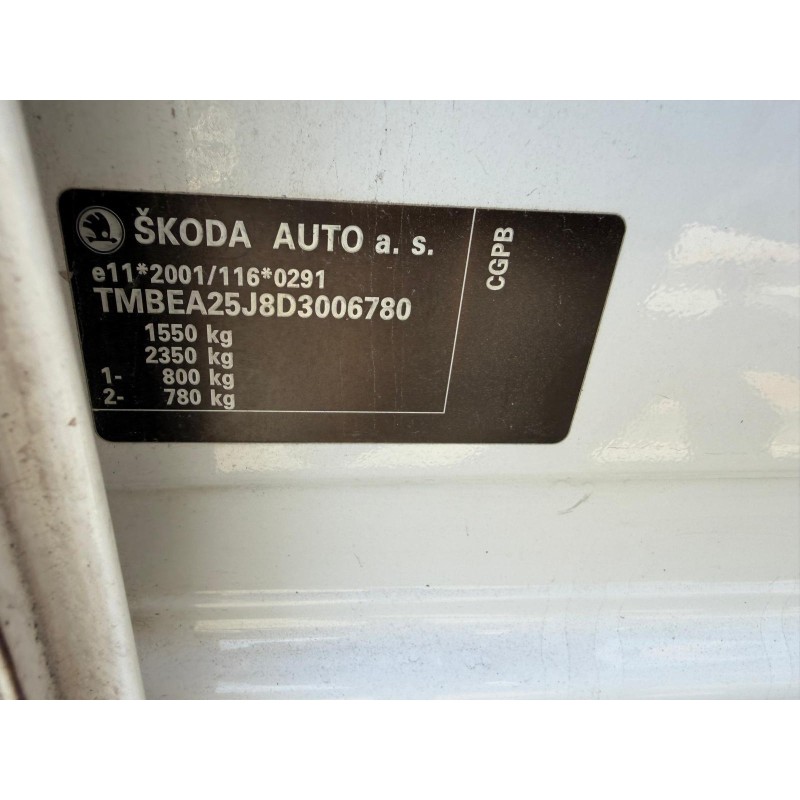 ŠKODA AUTO a. s.
e11*2001/116*0291
TMBEA25J8D3006780
1550 kg
2350 kg
1- 800 kg
2- 780 kg
CGPB